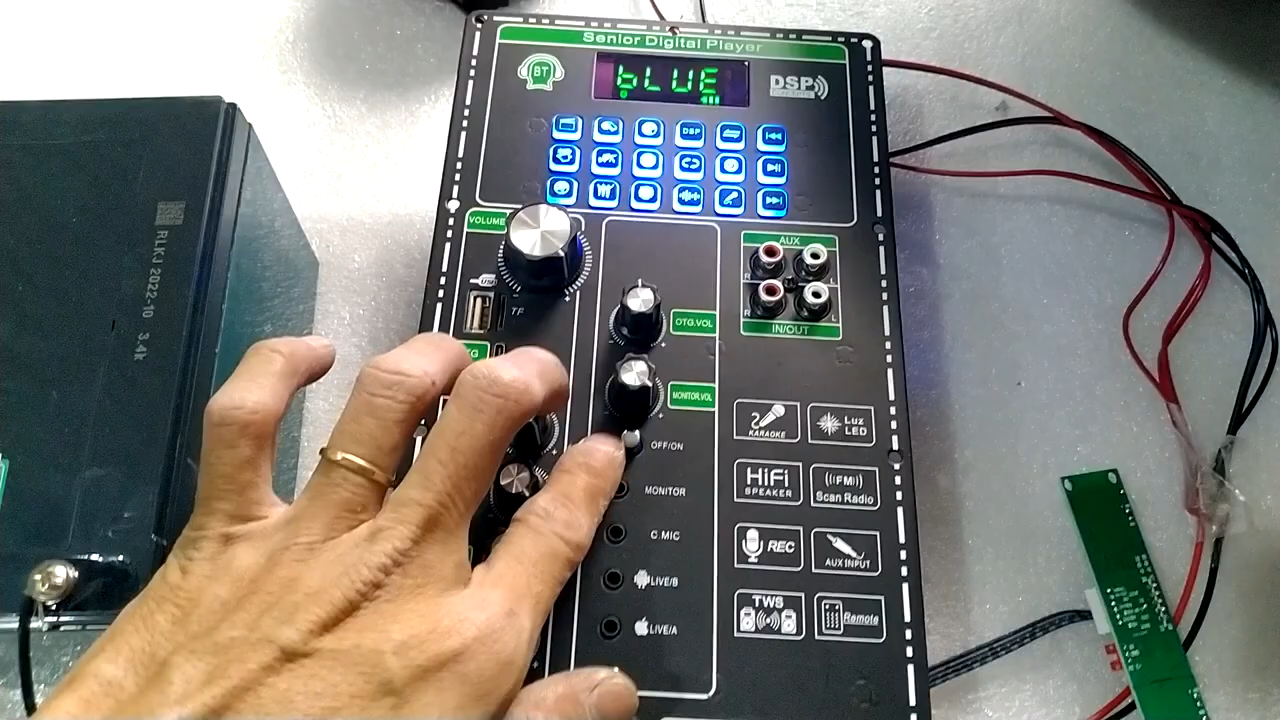 Senior Digital Player
BT
bLUE
DSP
DSP
VOLUME
AUX
R
L
R
L
IN/OUT
USB
TF
OTG.VOL
MONITOR.VOL
OFF/ON
MONITOR
C.MIC
LIVE/B
LIVE/A
KARAOKE
Luz
LED
HiFi
SPEAKER
((FM))
Scan Radio
REC
AUX INPUT
TWS
Remote
RLKJ 2022-10 3.4k